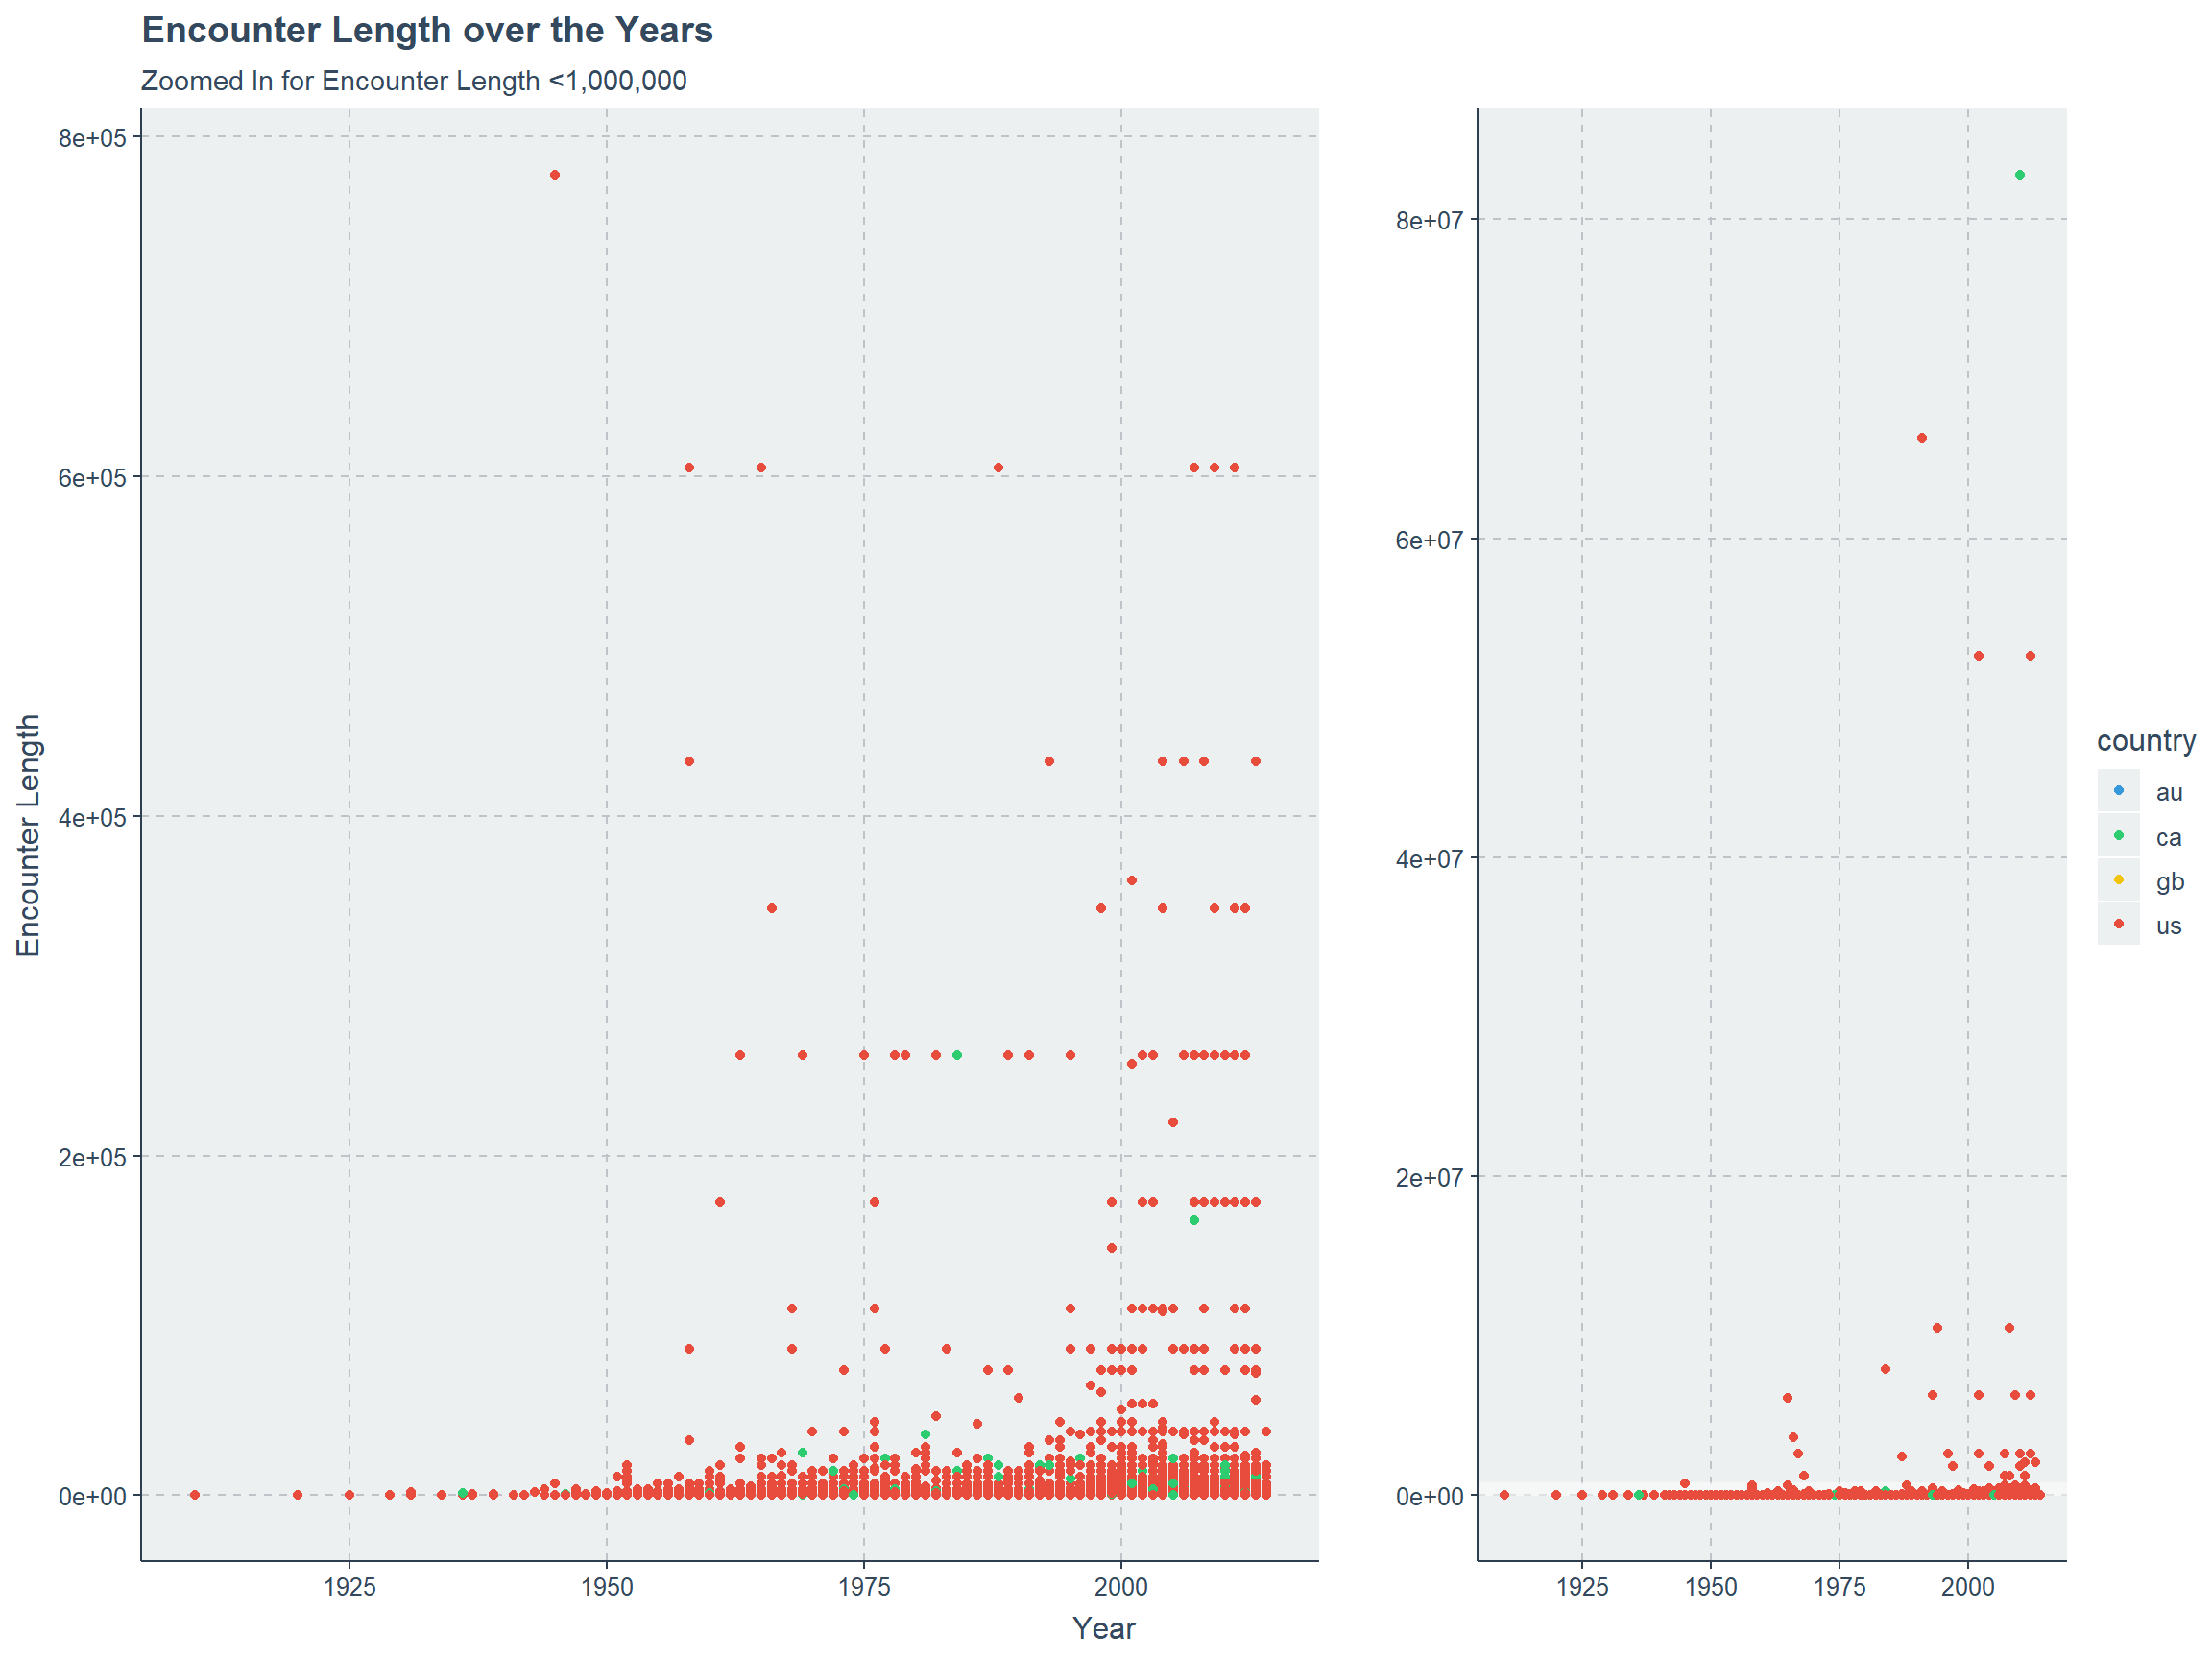 Encounter Length over the Years
Zoomed In for Encounter Length <1,000,000
Encounter Length
8e+05
6e+05
4e+05
2e+05
0e+00
1925
1950
1975
2000
8e+07
6e+07
4e+07
2e+07
0e+00
1925
1950
1975
2000
Year
country
au
ca
gb
us